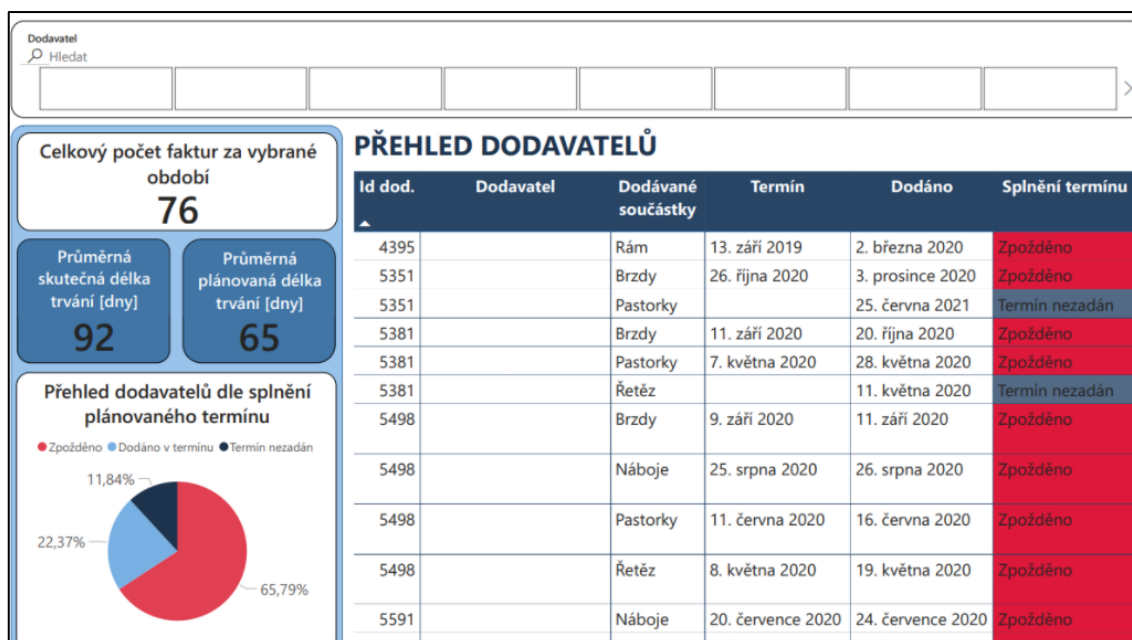 Dodavatel
Hledat
Celkový počet faktur za vybrané
období
76
Průměrná
skutečná délka
trvání [dny]
92
Průměrná
plánovaná délka
trvání [dny]
65
Přehled dodavatelů dle splnění
plánovaného termínu
Zpožděno Dodáno v termínu Termín nezadán
11,84%
22,37%
65,79%
PŘEHLED DODAVATELŮ
Id dod. Dodavatel Dodávané součástky Termín Dodáno Splnění termínu
4395 Rám 13. září 2019 2. března 2020 Zpožděno
5351 Brzdy 26. října 2020 3. prosince 2020 Zpožděno
5351 Pastorky 25. června 2021 Termín nezadán
5381 Brzdy 11. září 2020 20. října 2020 Zpožděno
5381 Pastorky 7. května 2020 28. května 2020 Zpožděno
5381 Řetěz 11. května 2020 Termín nezadán
5498 Brzdy 9. září 2020 11. září 2020 Zpožděno
5498 Náboje 25. srpna 2020 26. srpna 2020 Zpožděno
5498 Pastorky 11. června 2020 16. června 2020 Zpožděno
5498 Řetěz 8. května 2020 19. května 2020 Zpožděno
5591 Náboje 20. července 2020 24. července 2020 Zpožděno